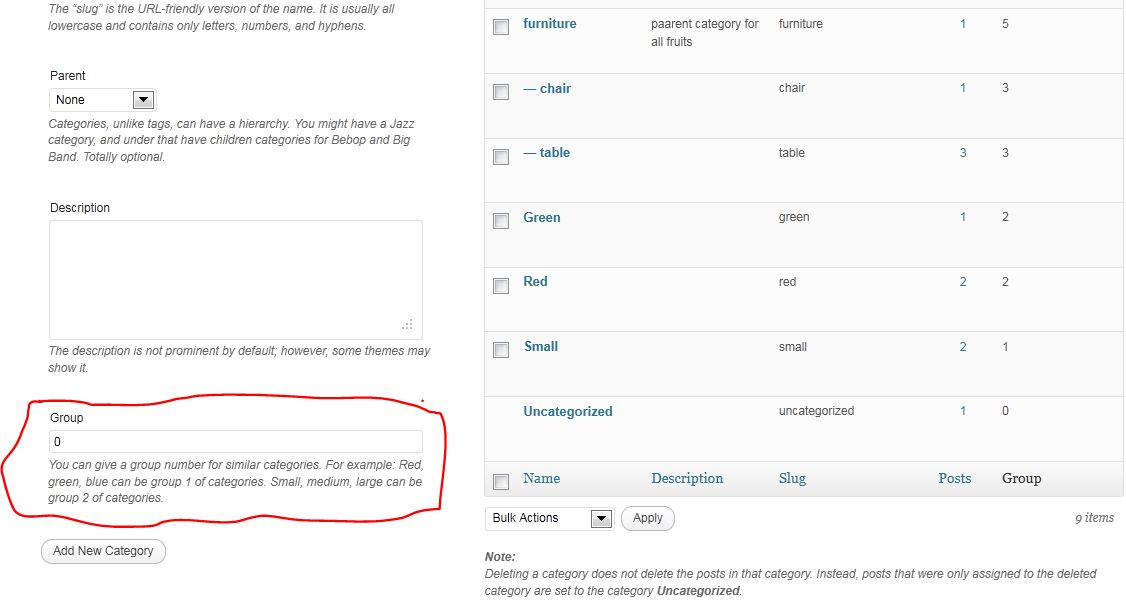 The “slug” is the URL-friendly version of the name. It is usually all
lowercase and contains only letters, numbers, and hyphens.
Parent
None
Categories, unlike tags, can have a hierarchy. You might have a Jazz
category, and under that have children categories for Bebop and Big
Band. Totally optional.
Description
The description is not prominent by default; however, some themes may
show it.
Group
0
You can give a group number for similar categories. For example: Red,
green, blue can be group 1 of categories. Small, medium, large can be
group 2 of categories.
Add New Category
furniture paarent category for furniture 1 5
all fruits
— chair chair 1 3
— table table 3 3
Green green 1 2
Red red 2 2
Small small 2 1
Uncategorized uncategorized 1 0
Name Description Slug Posts Group
Bulk Actions Apply 9 items
Note:
Deleting a category does not delete the posts in that category. Instead, posts that were only assigned to the deleted
category are set to the category Uncategorized.